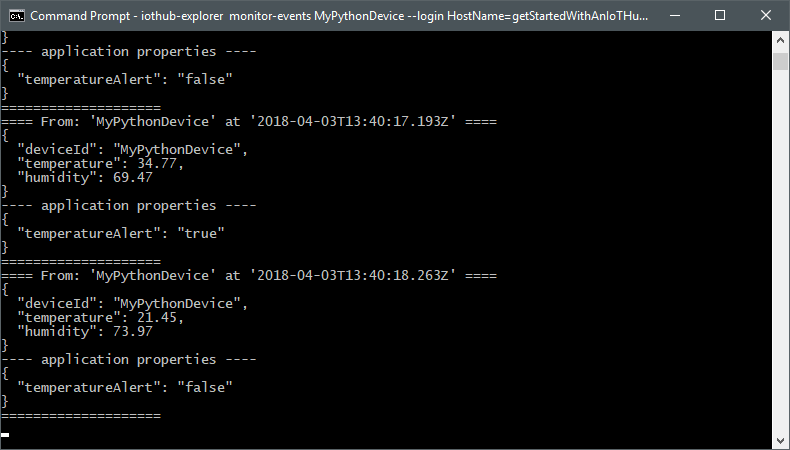 Command Prompt - iothub-explorer monitor-events MyPythonDevice --login HostName=getStartedWithAnIoTHu...
}
---- application properties ----
{
  "temperatureAlert": "false"
}
====================
==== From: 'MyPythonDevice' at '2018-04-03T13:40:17.193Z' ====
{
  "deviceId": "MyPythonDevice",
  "temperature": 34.77,
  "humidity": 69.47
}
---- application properties ----
{
  "temperatureAlert": "true"
}
====================
==== From: 'MyPythonDevice' at '2018-04-03T13:40:18.263Z' ====
{
  "deviceId": "MyPythonDevice",
  "temperature": 21.45,
  "humidity": 73.97
}
---- application properties ----
{
  "temperatureAlert": "false"
}
====================